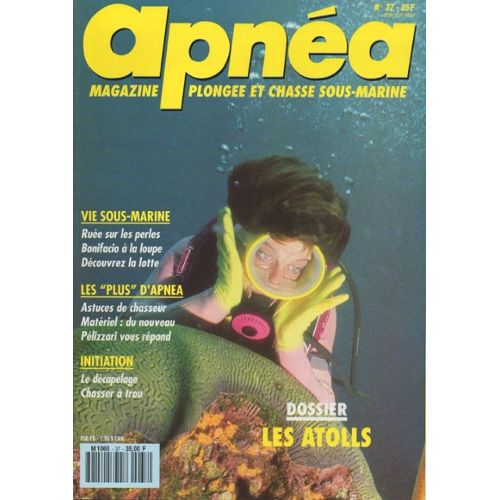 apnéa
N° 37 - 35F
MAGAZINE PLONGEE ET CHASSE SOUS-MARINE
VIE SOUS-MARINE
Ruée sur les perles
Bonifacio à la loupe
Découvrez la lotte
LES "PLUS" D'APNEA
Astuces de chasseur
Matériel : du nouveau
Pélizzari vous répond
INITIATION
Le décapelage
Chasser à trou
DOSSIER
LES ATOLLS
M 1060 - 37 - 35,00 F